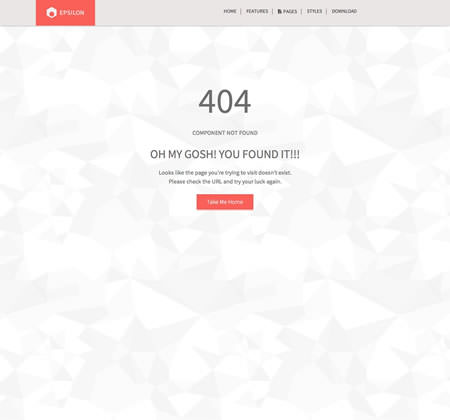 EPSILON
HOME
FEATURES
PAGES
STYLES
DOWNLOAD
404
COMPONENT NOT FOUND
OH MY GOSH! YOU FOUND IT!!!
Looks like the page you're trying to visit doesn't exist.
Please check the URL and try your luck again.
Take Me Home